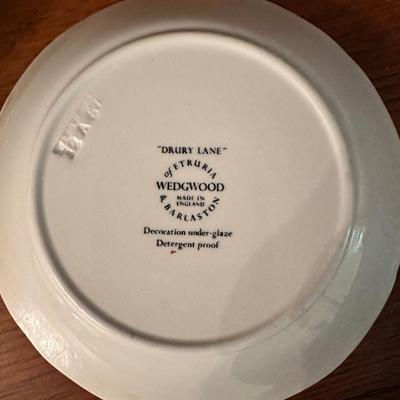 "DRURY LANE"
of ETRURIA
WEDGWOOD
MADE IN
ENGLAND
& BARLASTON
Decoration under-glaze
Detergent proof